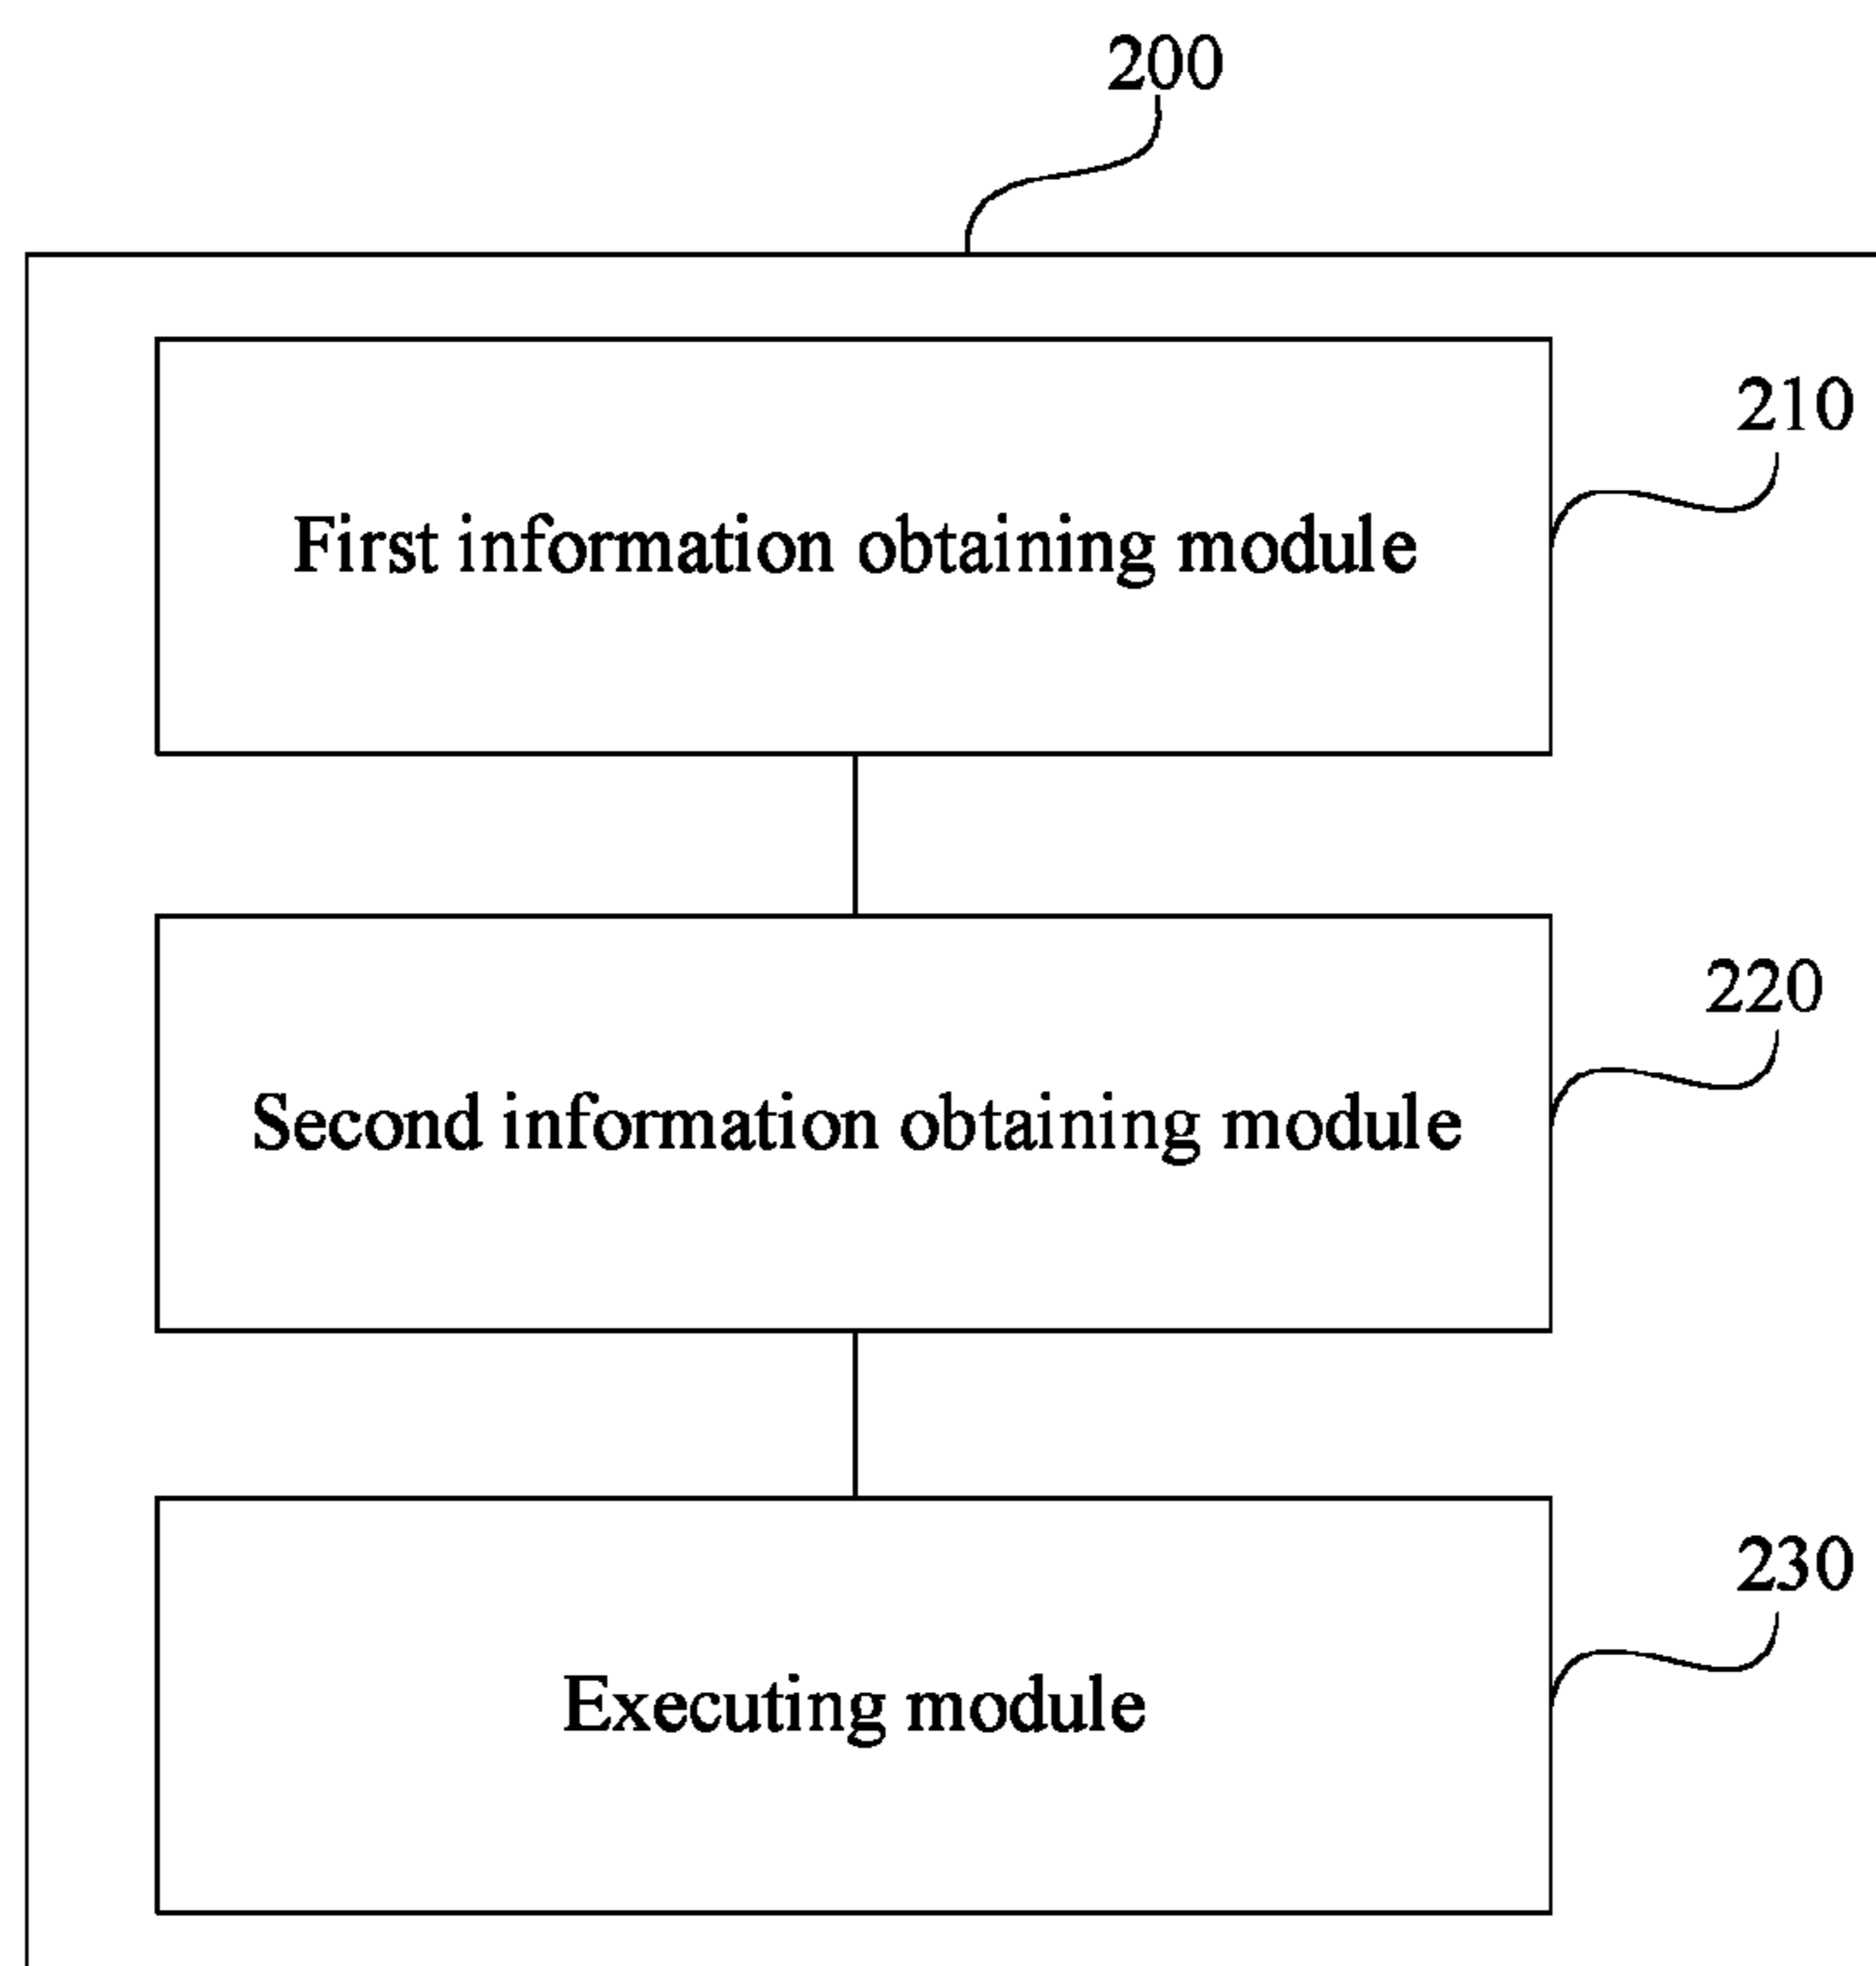 200
210
First information obtaining module
220
Second information obtaining module
230
Executing module